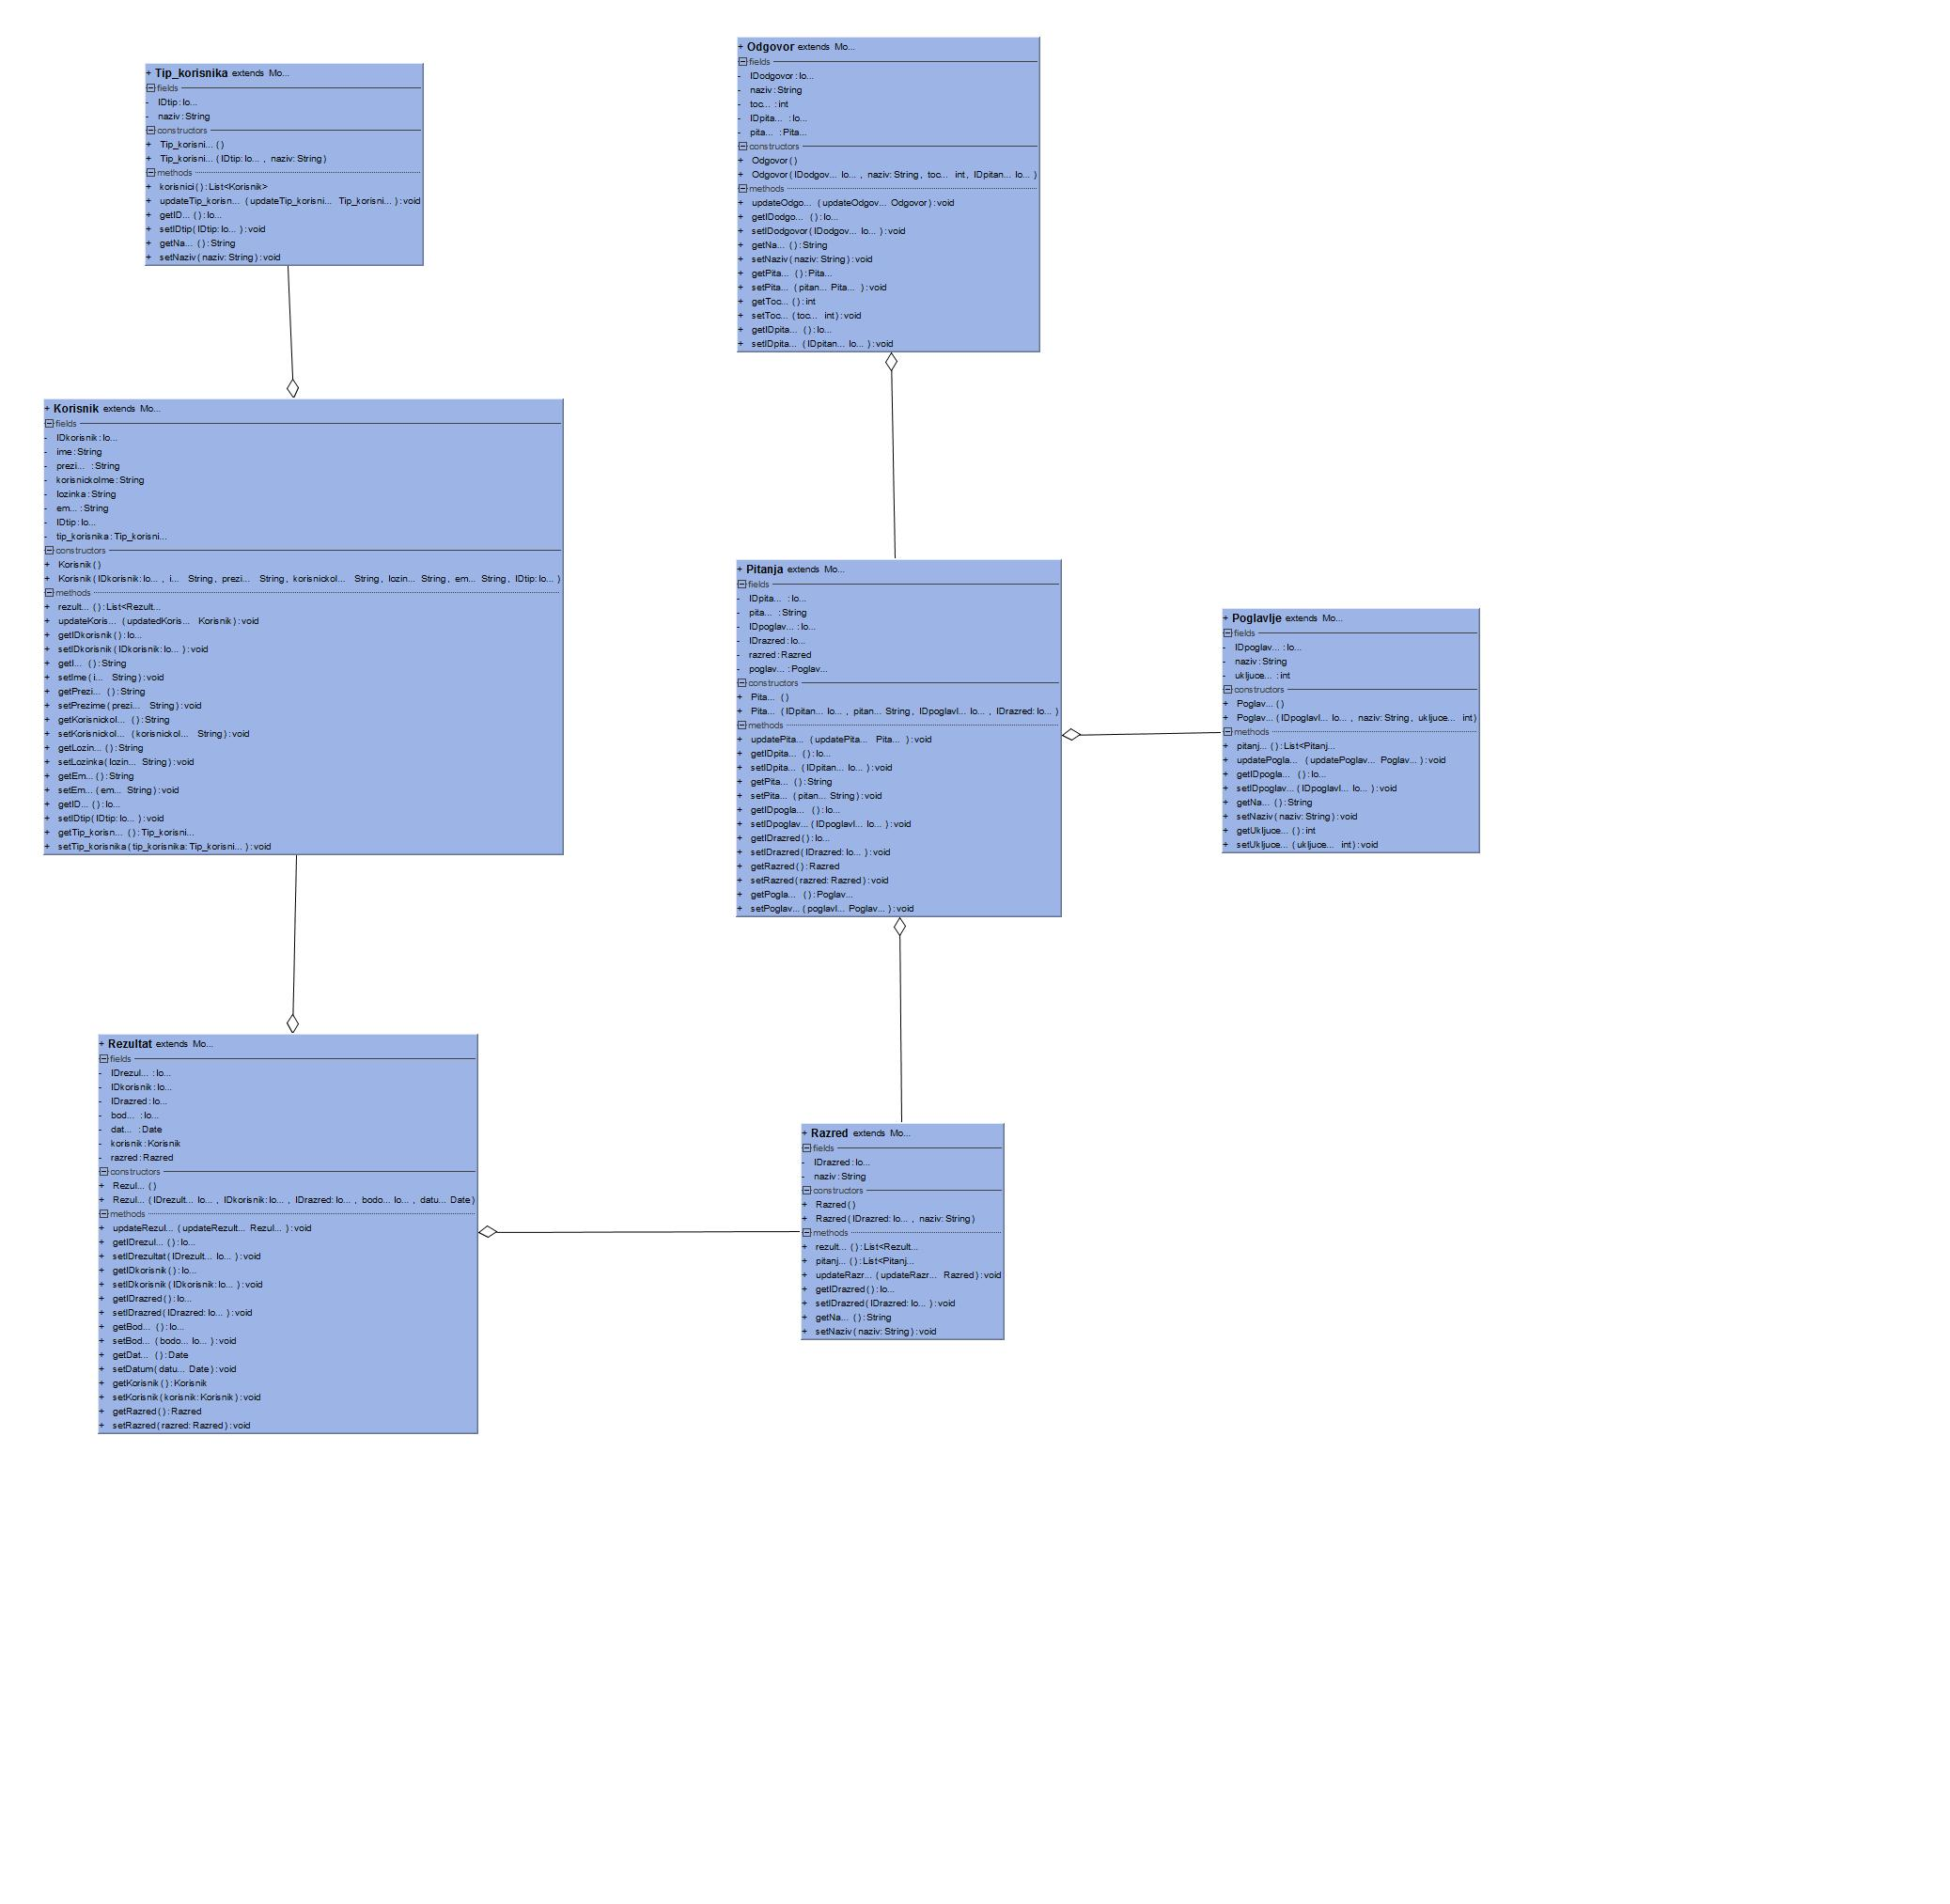 + Tip_korisnika extends Mo...
fields
- IDtip : lo...
- naziv : String
constructors
+ Tip_korisni... ( )
+ Tip_korisni... ( IDtip: lo... , naziv: String )
methods
+ korisnici ( ) : List<Korisnik>
+ updateTip_korisn... ( updateTip_korisni... Tip_korisni... ) : void
+ getID... ( ) : lo...
+ setIDtip ( IDtip: lo... ) : void
+ getNa... ( ) : String
+ setNaziv ( naziv: String ) : void
+ Odgovor extends Mo...
fields
- IDodgovor : lo...
- naziv : String
- toc... : int
- IDpita... : lo...
- pita... : Pita...
constructors
+ Odgovor ( )
+ Odgovor ( IDodgov... lo... , naziv: String , toc... int , IDpitan... lo... )
methods
+ updateOdgo... ( updateOdgov... Odgovor ) : void
+ getIDodgo... ( ) : lo...
+ setIDodgovor ( IDodgov... lo... ) : void
+ getNa... ( ) : String
+ setNaziv ( naziv: String ) : void
+ getPita... ( ) : Pita...
+ setPita... ( pitan... Pita... ) : void
+ getToc... ( ) : int
+ setToc... ( toc... int ) : void
+ getIDpita... ( ) : lo...
+ setIDpita... ( IDpitan... lo... ) : void
+ Korisnik extends Mo...
fields
- IDkorisnik : lo...
- ime : String
- prezi... : String
- korisnickoIme : String
- lozinka : String
- em... : String
- IDtip : lo...
- tip_korisnika : Tip_korisni...
constructors
+ Korisnik ( )
+ Korisnik ( IDkorisnik: lo... , i... String , prezi... String , korisnickoI... String , lozin... String , em... String , IDtip: lo... )
methods
+ rezult... ( ) : List<Rezult...
+ updateKoris... ( updatedKoris... Korisnik ) : void
+ getIDkorisnik ( ) : lo...
+ setIDkorisnik ( IDkorisnik: lo... ) : void
+ getI... ( ) : String
+ setIme ( i... String ) : void
+ getPrezi... ( ) : String
+ setPrezime ( prezi... String ) : void
+ getKorisnickoI... ( ) : String
+ setKorisnickoI... ( korisnickoI... String ) : void
+ getLozin... ( ) : String
+ setLozinka ( lozin... String ) : void
+ getEm... ( ) : String
+ setEm... ( em... String ) : void
+ getID... ( ) : lo...
+ setIDtip ( IDtip: lo... ) : void
+ getTip_korisn... ( ) : Tip_korisni...
+ setTip_korisnika ( tip_korisnika: Tip_korisni... ) : void
+ Pitanja extends Mo...
fields
- IDpita... : lo...
- pita... : String
- IDpoglav... : lo...
- IDrazred : lo...
- razred : Razred
- poglav... : Poglav...
constructors
+ Pita... ( )
+ Pita... ( IDpitan... lo... , pitan... String , IDpoglavl... lo... , IDrazred: lo... )
methods
+ updatePita... ( updatePita... Pita... ) : void
+ getIDpita... ( ) : lo...
+ setIDpita... ( IDpitan... lo... ) : void
+ getPita... ( ) : String
+ setPita... ( pitan... String ) : void
+ getIDpogla... ( ) : lo...
+ setIDpoglav... ( IDpoglavl... lo... ) : void
+ getIDrazred ( ) : lo...
+ setIDrazred ( IDrazred: lo... ) : void
+ getRazred ( ) : Razred
+ setRazred ( razred: Razred ) : void
+ getPogla... ( ) : Poglav...
+ setPoglav... ( poglavl... Poglav... ) : void
+ Poglavlje extends Mo...
fields
- IDpoglav... : lo...
- naziv : String
- ukljuce... : int
constructors
+ Poglav... ( )
+ Poglav... ( IDpoglavl... lo... , naziv: String , ukljuce... int )
methods
+ pitanj... ( ) : List<Pitanj...
+ updatePogla... ( updatePoglav... Poglav... ) : void
+ getIDpogla... ( ) : lo...
+ setIDpoglav... ( IDpoglavl... lo... ) : void
+ getNa... ( ) : String
+ setNaziv ( naziv: String ) : void
+ getUkljuce... ( ) : int
+ setUkljuce... ( ukljuce... int ) : void
+ Rezultat extends Mo...
fields
- IDrezul... : lo...
- IDkorisnik : lo...
- IDrazred : lo...
- bod... : lo...
- dat... : Date
- korisnik : Korisnik
- razred : Razred
constructors
+ Rezul... ( )
+ Rezul... ( IDrezult... lo... , IDkorisnik: lo... , IDrazred: lo... , bodo... lo... , datu... Date )
methods
+ updateRezul... ( updateRezult... Rezul... ) : void
+ getIDrezul... ( ) : lo...
+ setIDrezultat ( IDrezult... lo... ) : void
+ getIDkorisnik ( ) : lo...
+ setIDkorisnik ( IDkorisnik: lo... ) : void
+ getIDrazred ( ) : lo...
+ setIDrazred ( IDrazred: lo... ) : void
+ getBod... ( ) : lo...
+ setBod... ( bodo... lo... ) : void
+ getDat... ( ) : Date
+ setDatum ( datu... Date ) : void
+ getKorisnik ( ) : Korisnik
+ setKorisnik ( korisnik: Korisnik ) : void
+ getRazred ( ) : Razred
+ setRazred ( razred: Razred ) : void
+ Razred extends Mo...
fields
- IDrazred : lo...
- naziv : String
constructors
+ Razred ( )
+ Razred ( IDrazred: lo... , naziv: String )
methods
+ rezult... ( ) : List<Rezult...
+ pitanj... ( ) : List<Pitanj...
+ updateRazr... ( updateRazr... Razred ) : void
+ getIDrazred ( ) : lo...
+ setIDrazred ( IDrazred: lo... ) : void
+ getNa... ( ) : String
+ setNaziv ( naziv: String ) : void